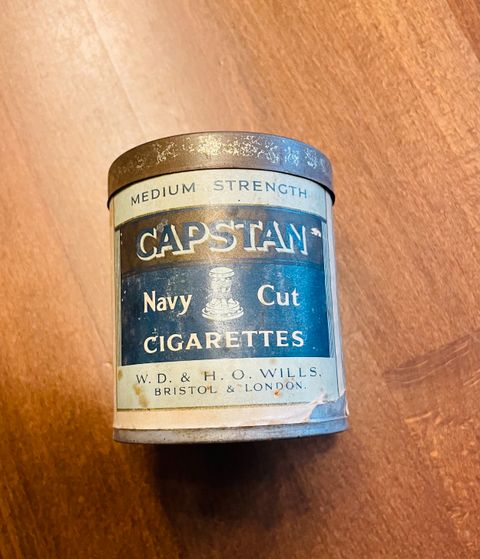 MEDIUM STRENGTH
CAPSTAN
Navy Cut
CIGARETTES
W. D. & H. O. WILLS,
BRISTOL & LONDON.